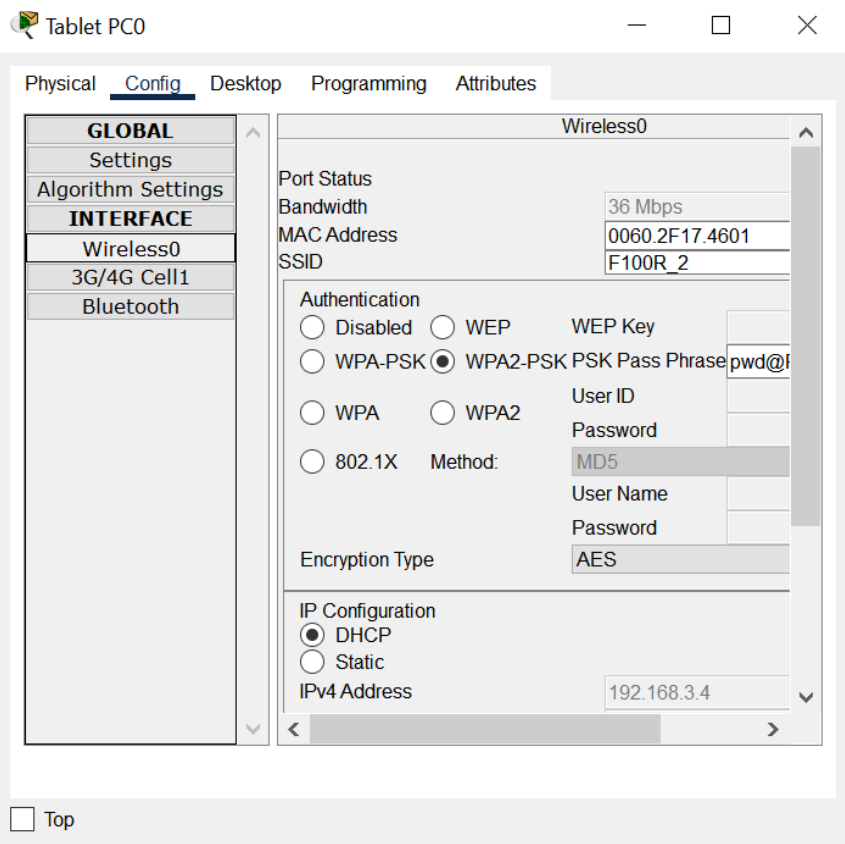 Tablet PC0
Physical Config Desktop Programming Attributes
GLOBAL
Settings
Algorithm Settings
INTERFACE
Wireless0
3G/4G Cell1
Bluetooth
Wireless0
Port Status
Bandwidth 36 Mbps
MAC Address 0060.2F17.4601
SSID F100R_2
Authentication
Disabled WEP WEP Key
WPA-PSK WPA2-PSK PSK Pass Phrase pwd@
User ID
WPA WPA2
Password
802.1X Method: MD5
User Name
Password
Encryption Type AES
IP Configuration
DHCP
Static
IPv4 Address 192.168.3.4
Top